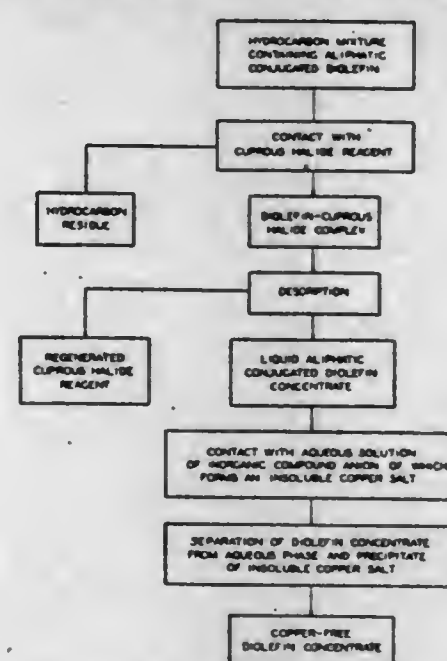 HYDROCARBON MIXTURE
CONTAINING ALIPHATIC
CONJUGATED DIOLEFIN
CONTACT WITH
CUPROUS HALIDE REAGENT
HYDROCARBON
RESIDUE
DIOLEFIN-CUPROUS
HALIDE COMPLEX
DESORPTION
REGENERATED
CUPROUS HALIDE
REAGENT
LIQUID ALIPHATIC
CONJUGATED DIOLEFIN
CONCENTRATE
CONTACT WITH AQUEOUS SOLUTION
OF INORGANIC COMPOUND ANION OF WHICH
FORMS AN INSOLUBLE COPPER SALT
SEPARATION OF DIOLEFIN CONCENTRATE
FROM AQUEOUS PHASE AND PRECIPITATE
OF INSOLUBLE COPPER SALT
COPPER-FREE
DIOLEFIN CONCENTRATE